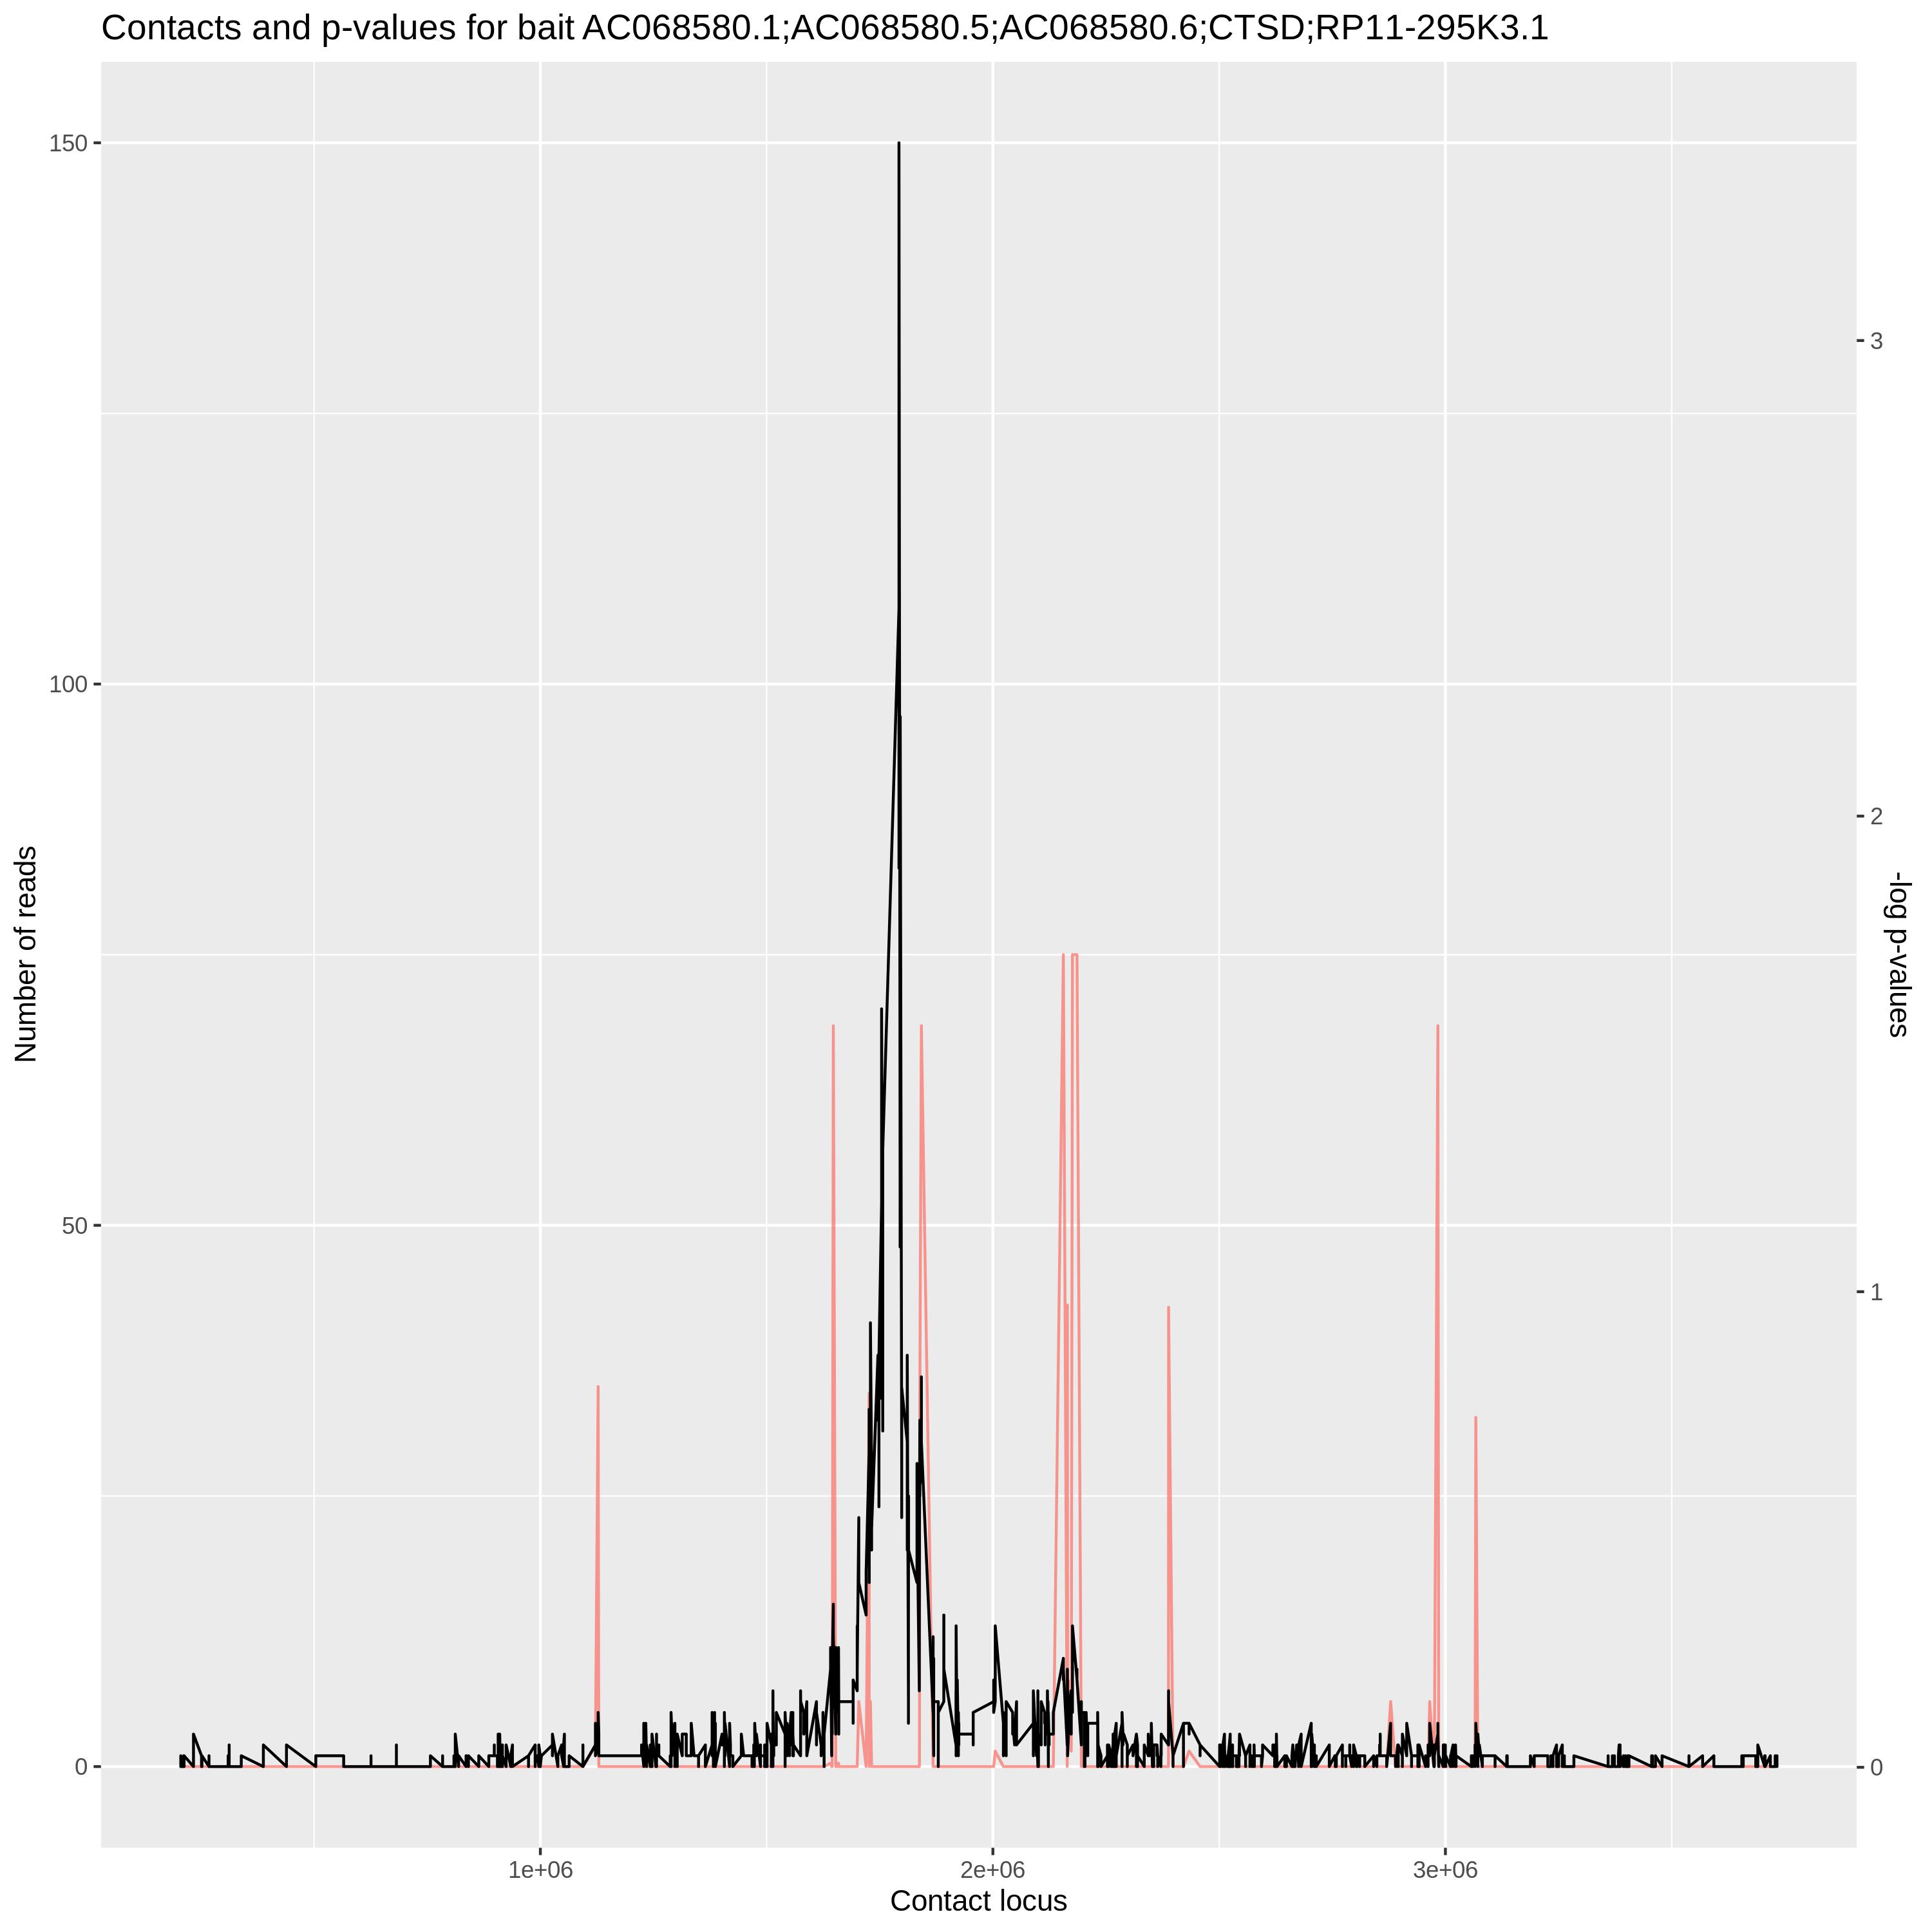 Contacts and p-values for bait AC068580.1;AC068580.5;AC068580.6;CTSD;RP11-295K3.1
150
100
50
0
Number of reads
3
2
1
0
-log p-values
1e+06
2e+06
3e+06
Contact locus